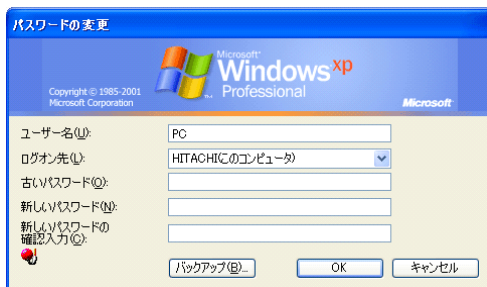 パスワードの変更
Microsoft
Windows xp
Professional
Copyright © 1985-2001
Microsoft Corporation
Microsoft
ユーザー名(U):
PC
ログオン先(L):
HITACHI(このコンピュータ)
古いパスワード(O):
新しいパスワード(N):
新しいパスワードの
確認入力(C):
バックアップ(B)...
OK
キャンセル